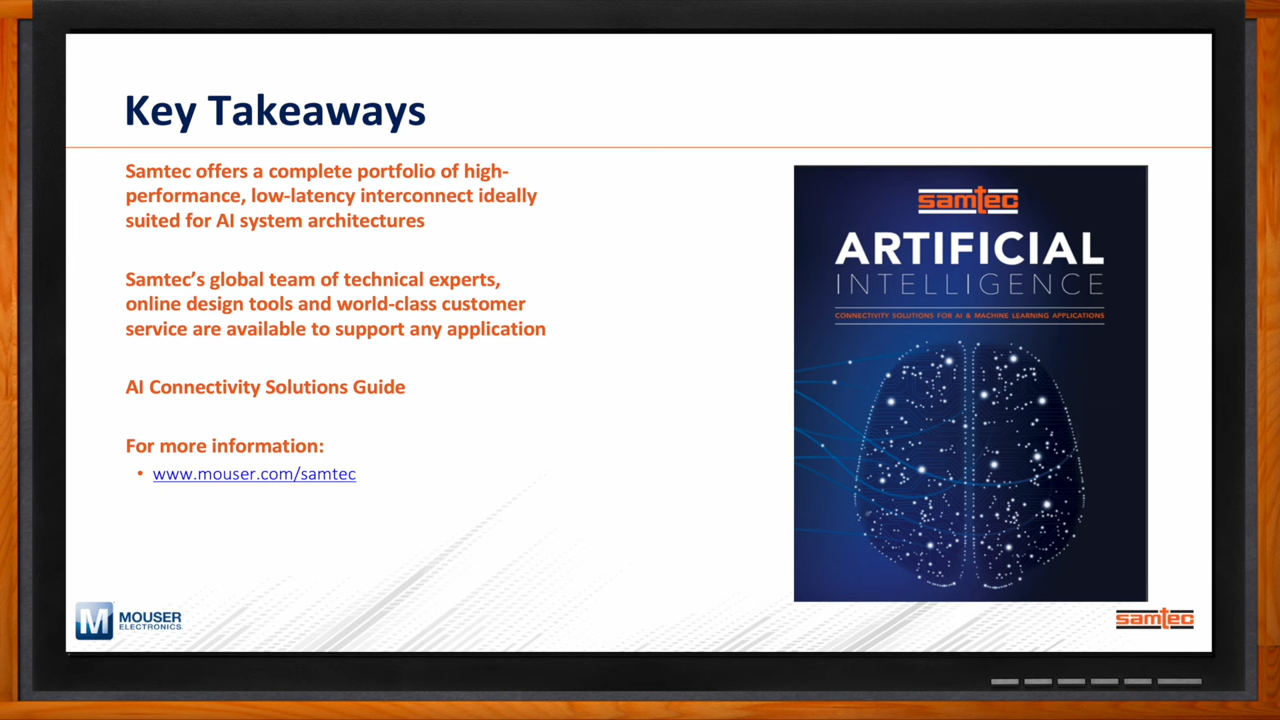 Key Takeaways
Samtec offers a complete portfolio of high-
performance, low-latency interconnect ideally
suited for AI system architectures
Samtec’s global team of technical experts,
online design tools and world-class customer
service are available to support any application
AI Connectivity Solutions Guide
For more information:
• www.mouser.com/samtec
samtec
ARTIFICIAL
INTELLIGENCE
CONNECTIVITY SOLUTIONS FOR AI & MACHINE LEARNING APPLICATIONS
M MOUSER
ELECTRONICS
samtec